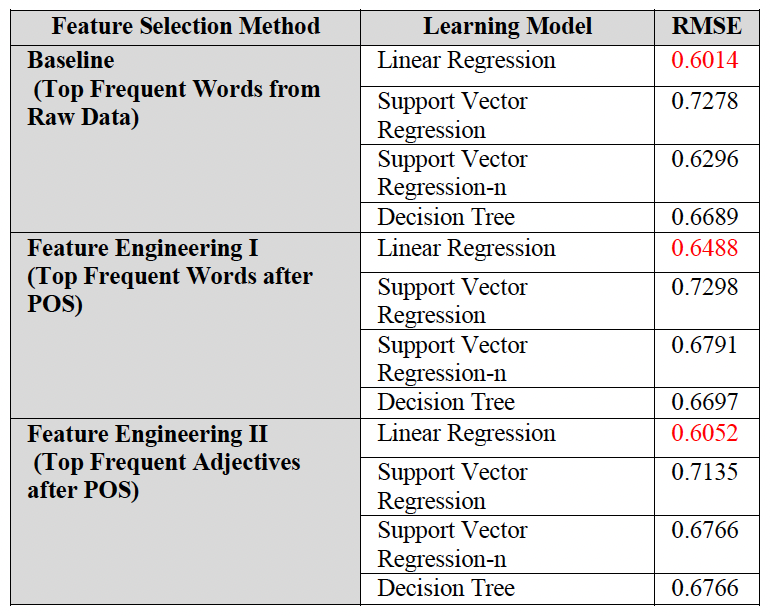 Feature Selection Method Learning Model RMSE
Baseline
(Top Frequent Words from
Raw Data)
Linear Regression 0.6014
Support Vector 0.7278
Regression
Support Vector 0.6296
Regression-n
Decision Tree 0.6689
Feature Engineering I
(Top Frequent Words after
POS)
Linear Regression 0.6488
Support Vector 0.7298
Regression
Support Vector 0.6791
Regression-n
Decision Tree 0.6697
Feature Engineering II
(Top Frequent Adjectives
after POS)
Linear Regression 0.6052
Support Vector 0.7135
Regression
Support Vector 0.6766
Regression-n
Decision Tree 0.6766